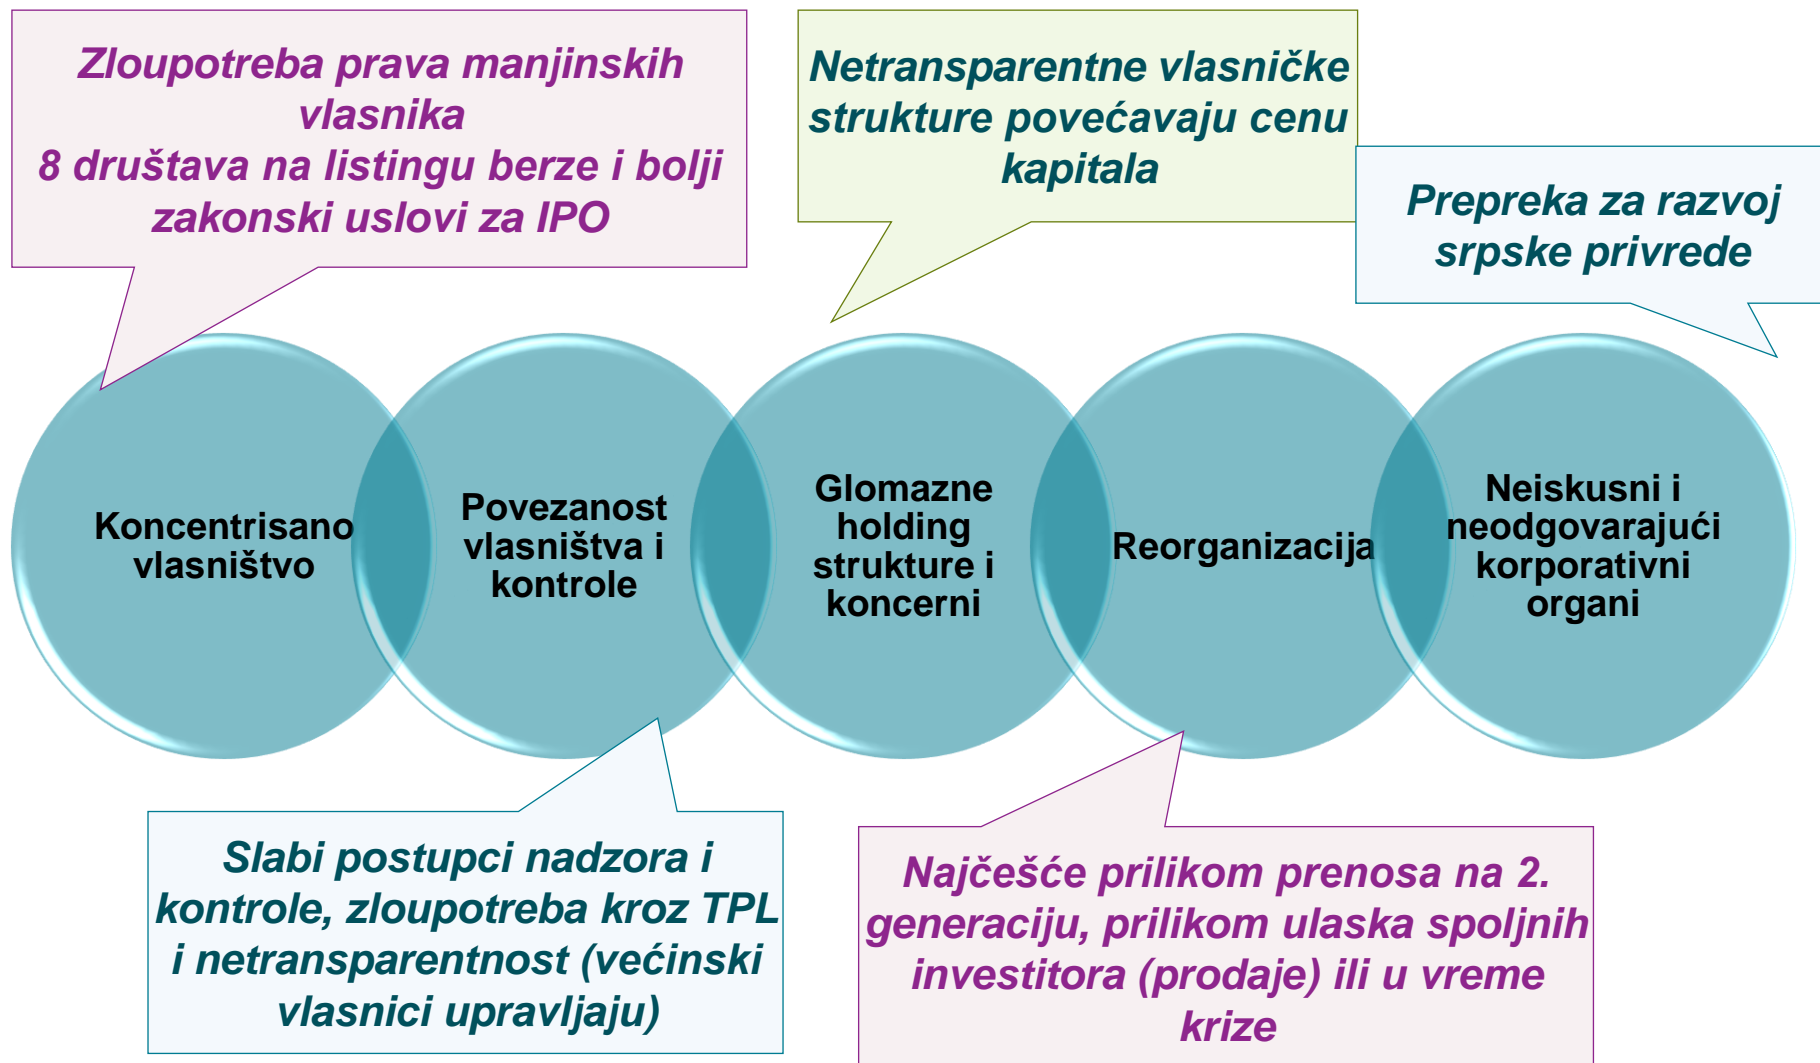 Zloupotreba prava manjinskih
vlasnika
8 društava na listingu berze i bolji
zakonski uslovi za IPO
Netransparentne vlasničke
strukture povećavaju cenu
kapitala
Prepreka za razvoj
srpske privrede
Koncentrisano
vlasništvo
Povezanost
vlasništva i
kontrole
Glomazne
holding
strukture i
koncerni
Reorganizacija
Neiskusni i
neodgovarajući
korporativni
organi
Slabi postupci nadzora i
kontrole, zloupotreba kroz TPL
i netransparentnost (većinski
vlasnici upravljaju)
Najčešće prilikom prenosa na 2.
generaciju, prilikom ulaska spoljnih
investitora (prodaje) ili u vreme
krize